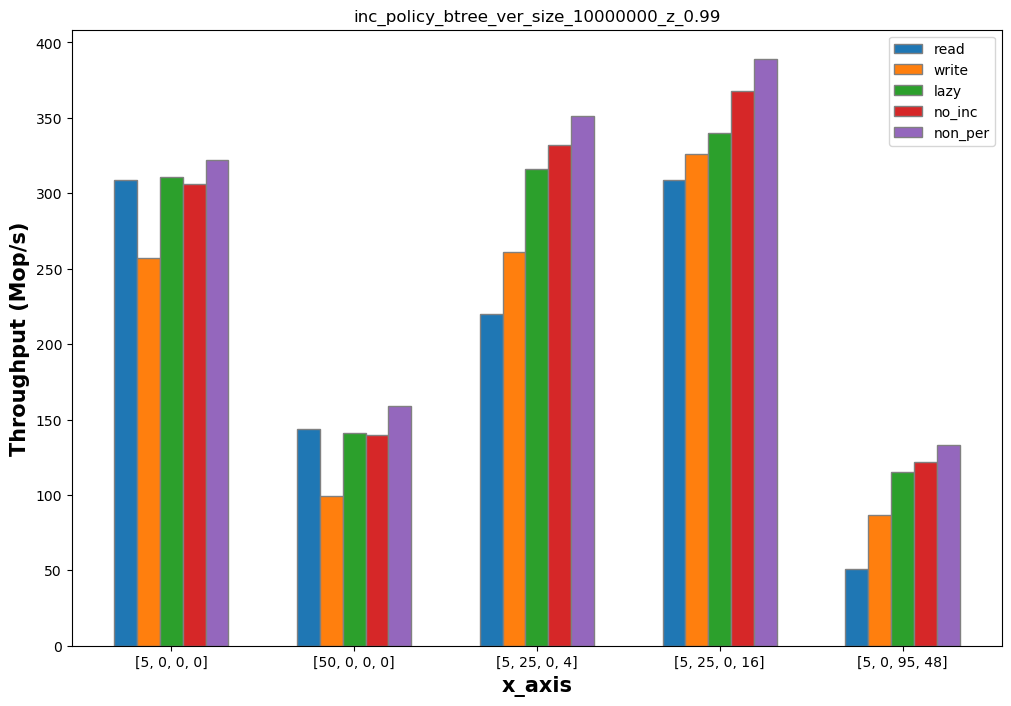 inc_policy_btree_ver_size_10000000_z_0.99
400
350
300
250
200
150
100
50
0
Throughput (Mop/s)
read
write
lazy
no_inc
non_per
[5, 0, 0, 0]
[50, 0, 0, 0]
[5, 25, 0, 4]
[5, 25, 0, 16]
[5, 0, 95, 48]
x_axis